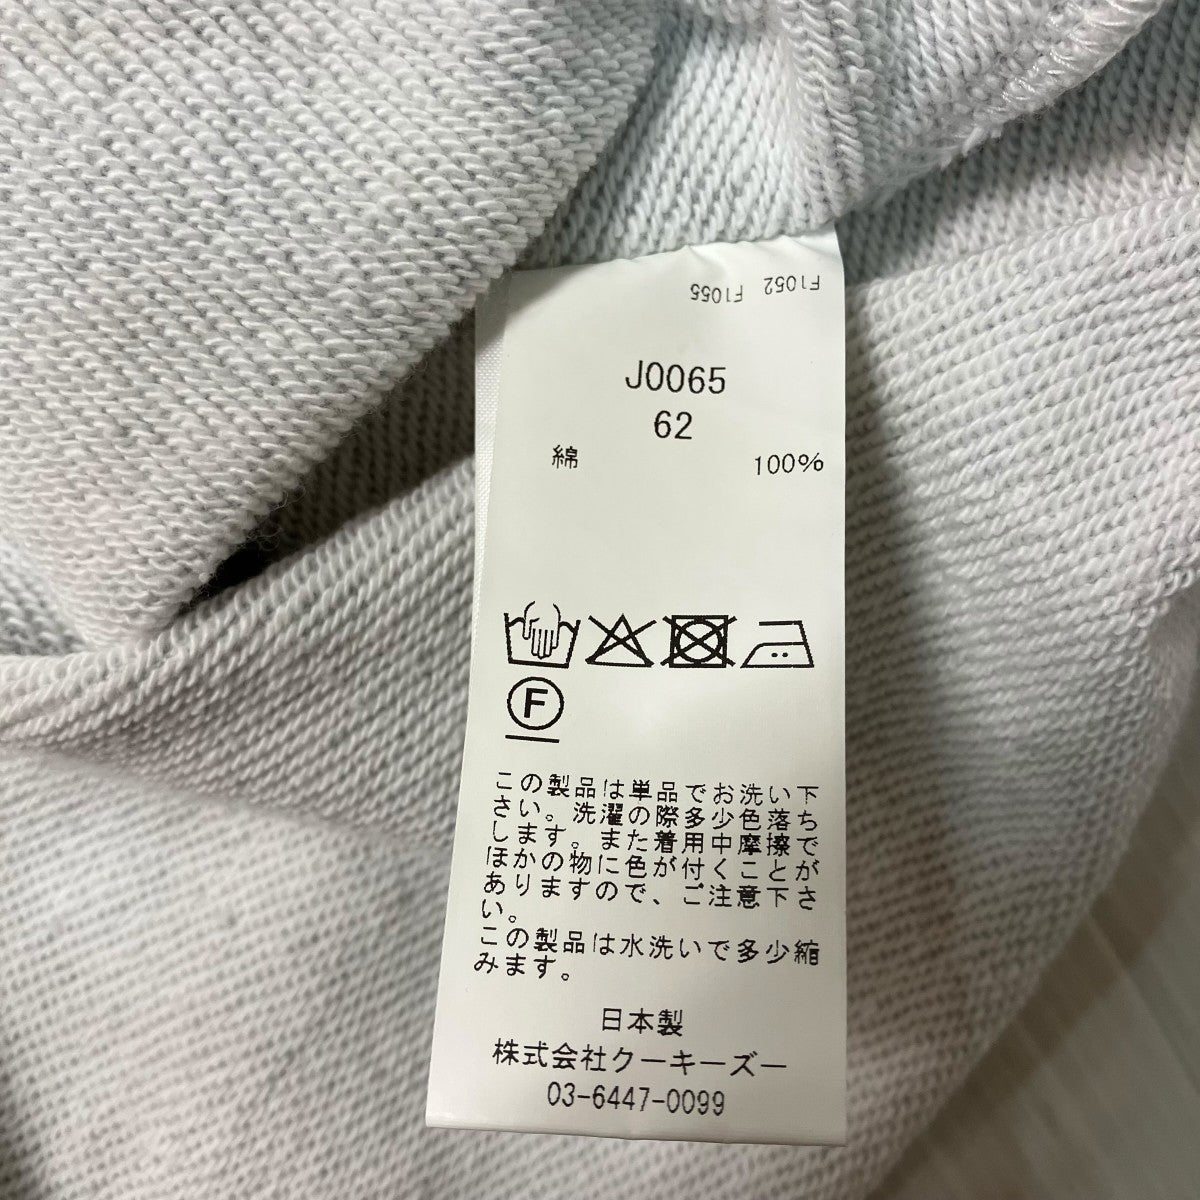 F1052 F1055
J0065
62
綿 100%
F
この製品は単品でお洗い下
さい。洗濯の際多少色落ち
します。また着用中摩擦で
ほかの物に色が付くことが
ありますので、ご注意下さ
い。
この製品は水洗いで多少縮
みます。
日本製
株式会社クーキーズー
03-6447-0099